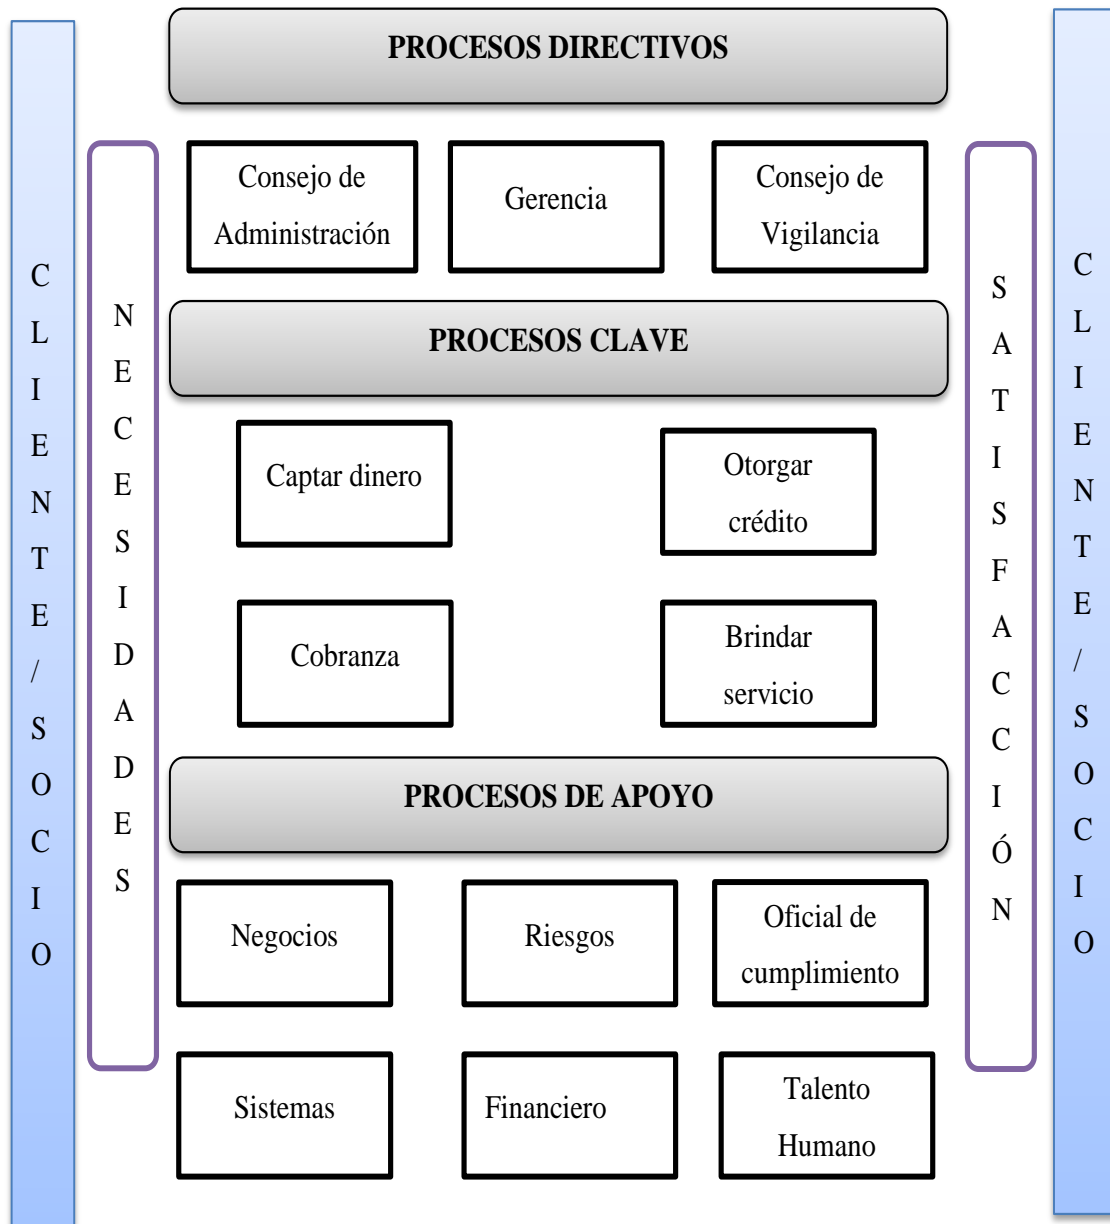 PROCESOS DIRECTIVOS
CLIENTE/SOCIO
NECESIDADES
Consejo de
Administración
Gerencia
Consejo de
Vigilancia
PROCESOS CLAVE
Captar dinero
Otorgar
crédito
Cobranza
Brindar
servicio
PROCESOS DE APOYO
Negocios
Riesgos
Oficial de
cumplimiento
Sistemas
Financiero
Talento
Humano
SATISFACCIÓN
CLIENTE/SOCIO